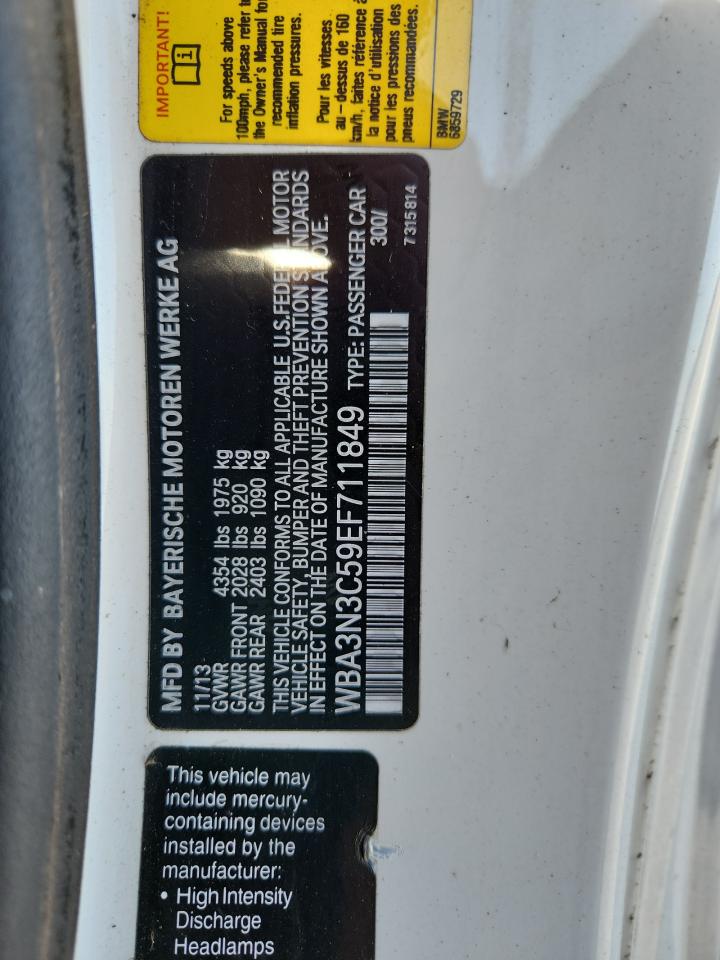 IMPORTANT!
For speeds above
100mph, please refer to
the Owner's Manual for
recommended tire
inflation pressures.
Pour les vitesses
au-dessus de 160
km/h, faites référence à
la notice d'utilisation
pour les pressions des
pneus recommandées.
BMW
6859729
MFD BY BAYERISCHE MOTOREN WERKE AG
11/13
GVWR 4354 lbs 1975 kg
GAWR FRONT 2028 lbs 920 kg
GAWR REAR 2403 lbs 1090 kg
THIS VEHICLE CONFORMS TO ALL APPLICABLE U.S.FEDERAL MOTOR
VEHICLE SAFETY, BUMPER AND THEFT PREVENTION STANDARDS
IN EFFECT ON THE DATE OF MANUFACTURE SHOWN ABOVE.
WBA3N3C59EF711849 TYPE: PASSENGER CAR
300/
7315814
This vehicle may
include mercury-
containing devices
installed by the
manufacturer:
• High Intensity
Discharge
Headlamps